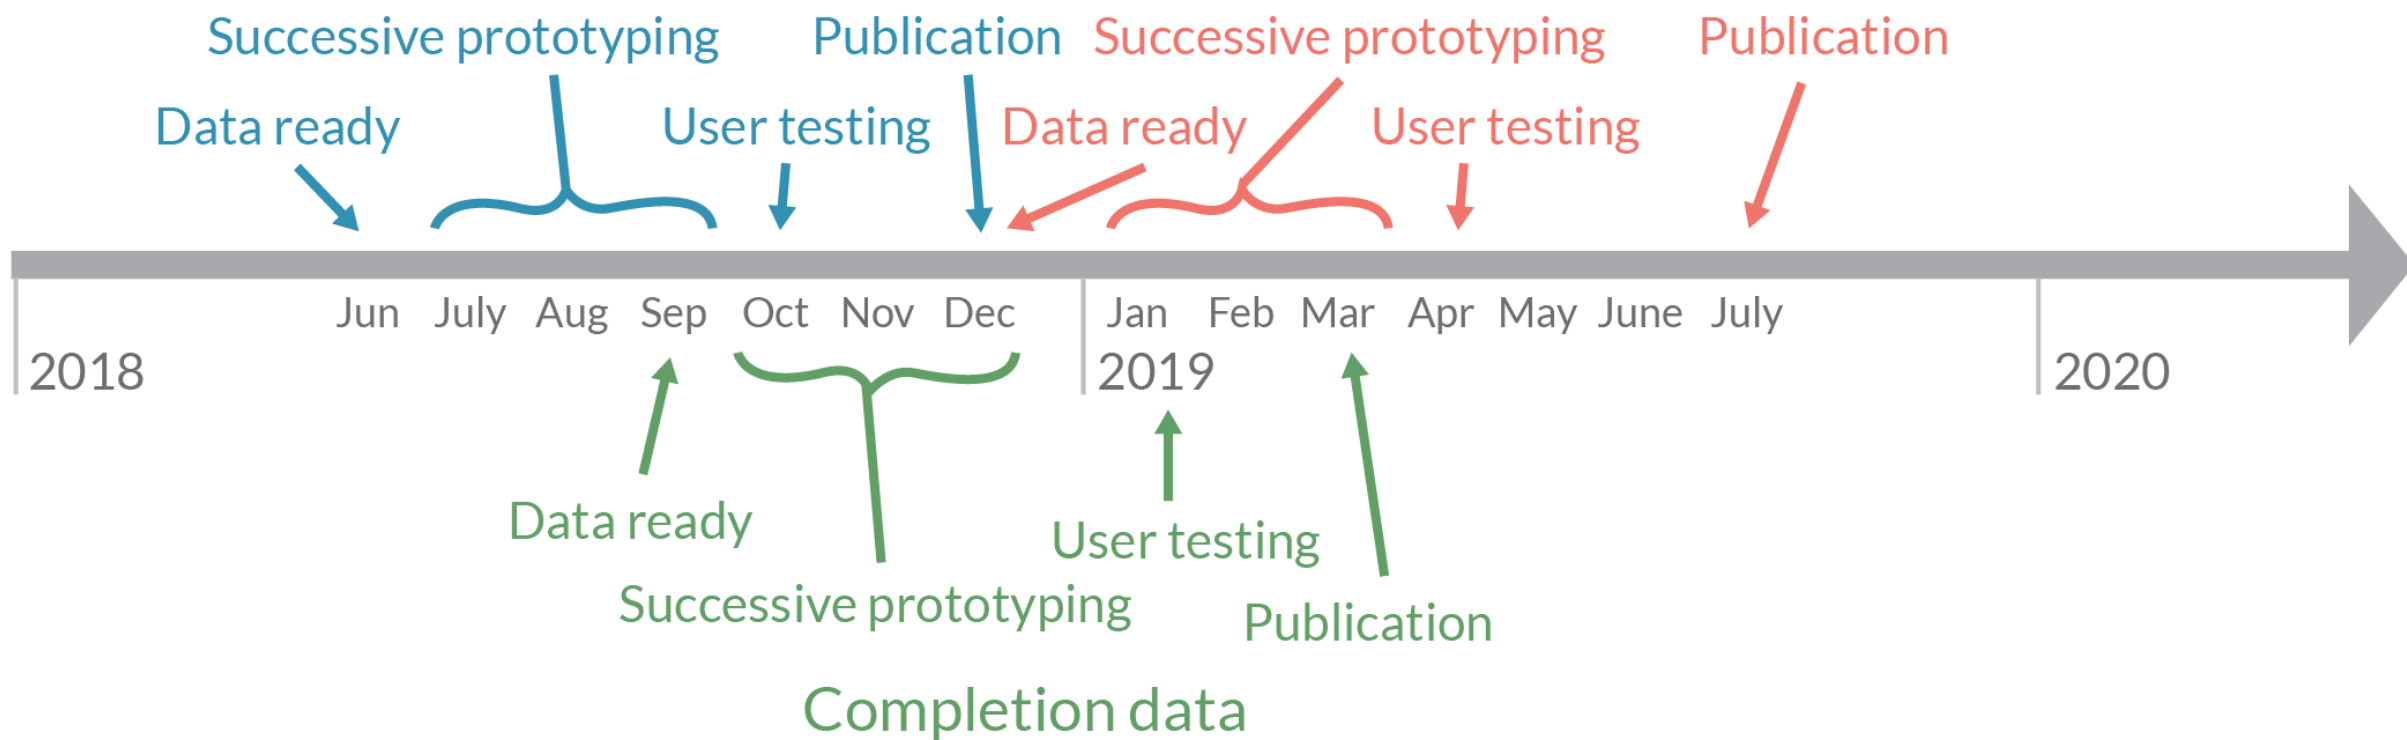 Successive prototyping
Publication
Successive prototyping
Publication
Data ready
User testing
Data ready
User testing
Jun July Aug Sep Oct Nov Dec Jan Feb Mar Apr May June July
2018
2019
2020
Data ready
User testing
Successive prototyping
Publication
Completion data